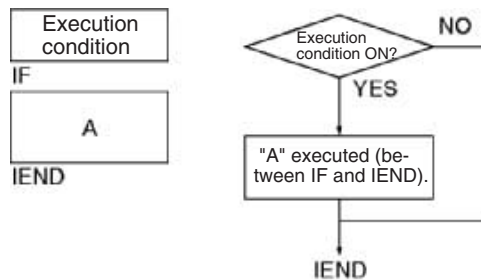 Execution
condition
IF
A
IEND
Execution
condition ON?
NO
YES
"A" executed (be-
tween IF and IEND).
IEND